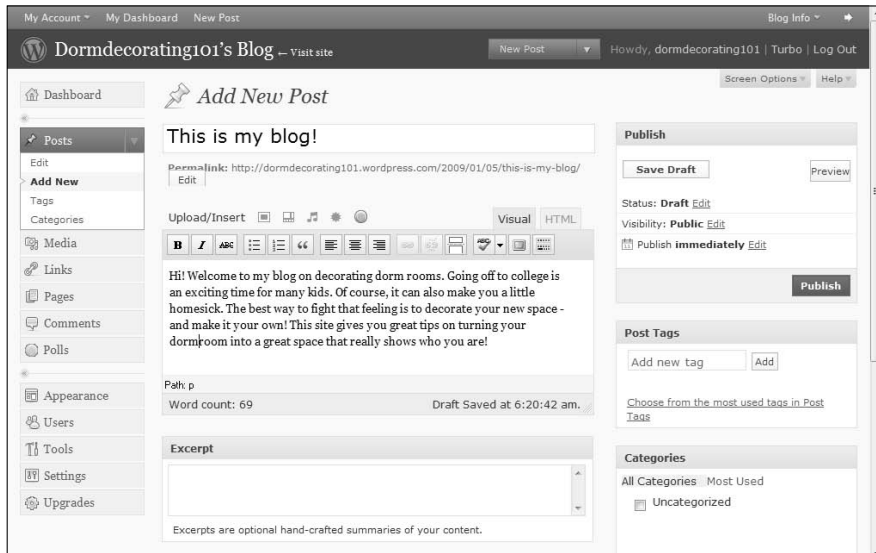 My Account My Dashboard New Post Blog Info
Dormdecorating101's Blog ← Visit site New Post Howdy, dormdecorating101 | Turbo | Log Out
Screen Options Help
Dashboard
Posts
Edit
Add New
Tags
Categories
Media
Links
Pages
Comments
Polls
Appearance
Users
Tools
Settings
Upgrades
Add New Post
This is my blog!
Permalink: http://dormdecorating101.wordpress.com/2009/01/05/this-is-my-blog/
Edit
Upload/Insert Visual HTML
B I ABC
Hi! Welcome to my blog on decorating dorm rooms. Going off to college is
an exciting time for many kids. Of course, it can also make you a little
homesick. The best way to fight that feeling is to decorate your new space -
and make it your own! This site gives you great tips on turning your
dormroom into a great space that really shows who you are!
Path: p
Word count: 69 Draft Saved at 6:20:42 am.
Excerpt
Excerpts are optional hand-crafted summaries of your content.
Publish
Save Draft Preview
Status: Draft Edit
Visibility: Public Edit
Publish immediately Edit
Publish
Post Tags
Add new tag Add
Choose from the most used tags in Post
Tags
Categories
All Categories Most Used
Uncategorized